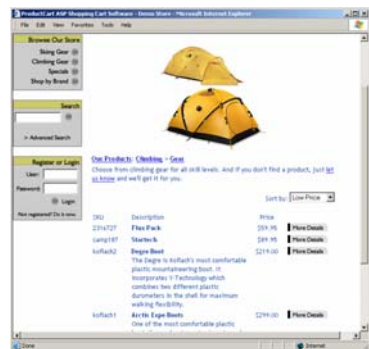 ProductCart ASP Shopping Cart Software - Demo Store - Microsoft Internet Explorer
File Edit View Favorites Tools Help
Browse Our Store
Skiing Gear
Climbing Gear
Specials
Shop by Brand
Search
> Advanced Search
Register or Login
User:
Password:
Login
Not registered? Do it now.
Our Products: Climbing > Gear
Choose from climbing gear for all skill levels. And if you don't find a product, just let
us know and we'll get it for you.
Sort by: Low Price
SKU Description Price
2316727 Flux Pack $59.95 More Details
camp187 Startech $89.95 More Details
koflach2 Degre Boot $219.00 More Details
The Degre is Koflach's most comfortable
plastic mountaineering boot. It
incorporates V-Technology which
combines two different plastic
durometers in the shell for maximum
walking flexibility.
koflach1 Arctis Expe Boots $299.00 More Details
One of the most comfortable plastic
Done
Internet